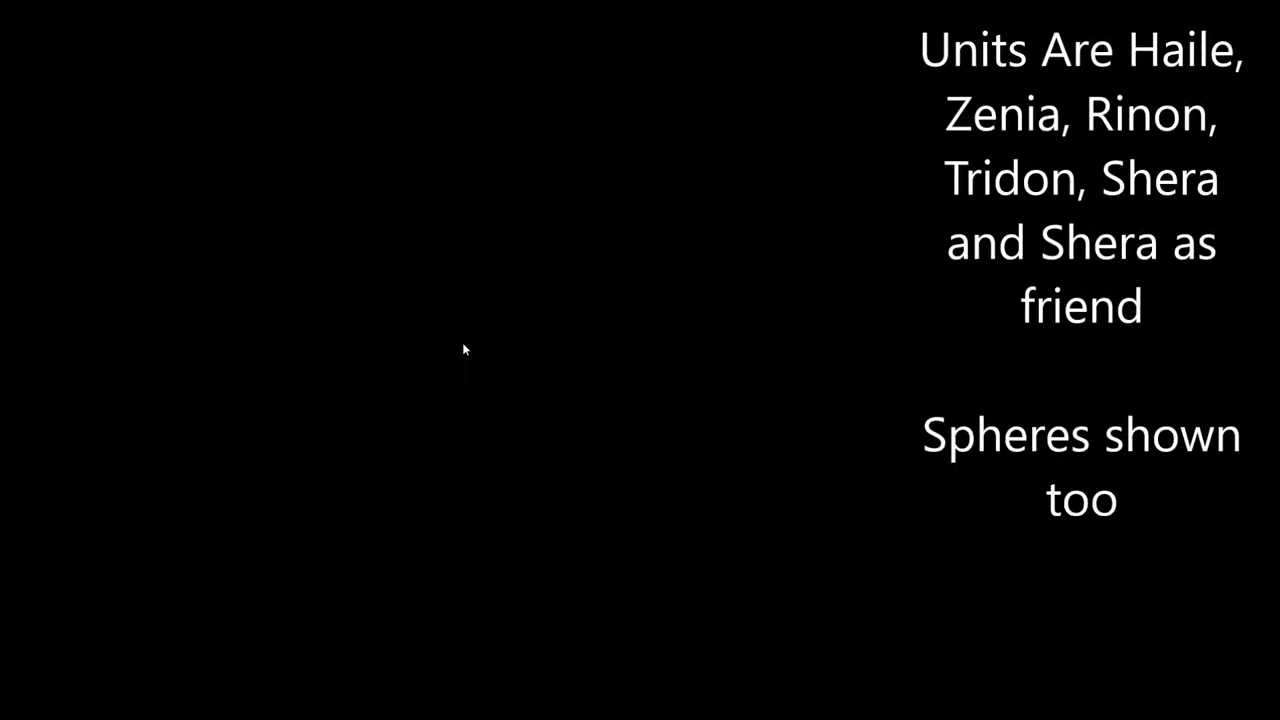 Units Are Haile,
Zenia, Rinon,
Tridon, Shera
and Shera as
friend
Spheres shown
too